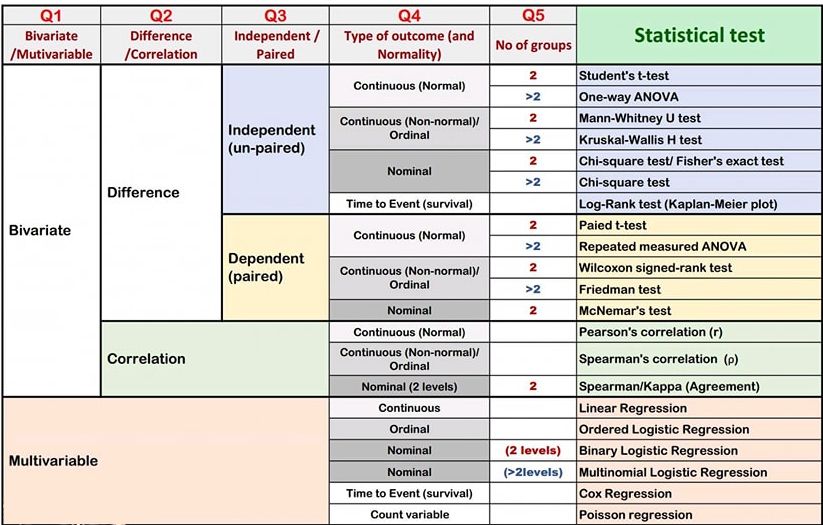 Q1 Q2 Q3 Q4 Q5 Statistical test
Bivariate Difference Independent / Type of outcome (and No of groups
/Mutivariable /Correlation Paired Normality)
Bivariate
Difference
Independent
(un-paired)
Continuous (Normal)
2 Student's t-test
>2 One-way ANOVA
Continuous (Non-normal)/
Ordinal
2 Mann-Whitney U test
>2 Kruskal-Wallis H test
Nominal
2 Chi-square test/ Fisher's exact test
>2 Chi-square test
Time to Event (survival) Log-Rank test (Kaplan-Meier plot)
Dependent
(paired)
Continuous (Normal)
2 Paied t-test
>2 Repeated measured ANOVA
Continuous (Non-normal)/
Ordinal
2 Wilcoxon signed-rank test
>2 Friedman test
Nominal 2 McNemar's test
Correlation
Continuous (Normal) Pearson's correlation (r)
Continuous (Non-normal)/
Ordinal
Spearman's correlation (ρ)
Nominal (2 levels) 2 Spearman/Kappa (Agreement)
Multivariable
Continuous Linear Regression
Ordinal Ordered Logistic Regression
Nominal (2 levels) Binary Logistic Regression
Nominal (>2levels) Multinomial Logistic Regression
Time to Event (survival) Cox Regression
Count variable Poisson regression